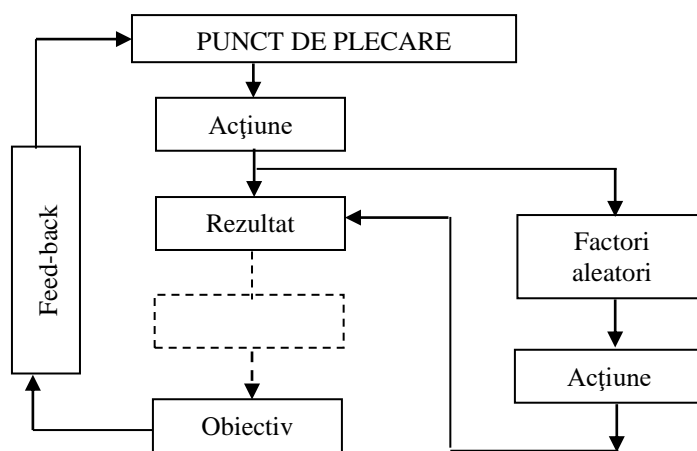 PUNCT DE PLECARE
Acţiune
Rezultat
Feed-back
Factori
aleatori
Acţiune
Obiectiv